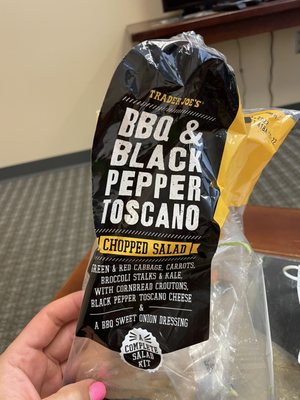 TRADER JOE'S
BBQ &
BLACK
PEPPER
TOSCANO
CHOPPED SALAD
GREEN & RED CABBAGE, CARROTS,
BROCCOLI STALKS & KALE,
WITH CORNBREAD CROUTONS,
BLACK PEPPER TOSCANO CHEESE
&
A BBQ SWEET ONION DRESSING
COMPLETE
SALAD
KIT